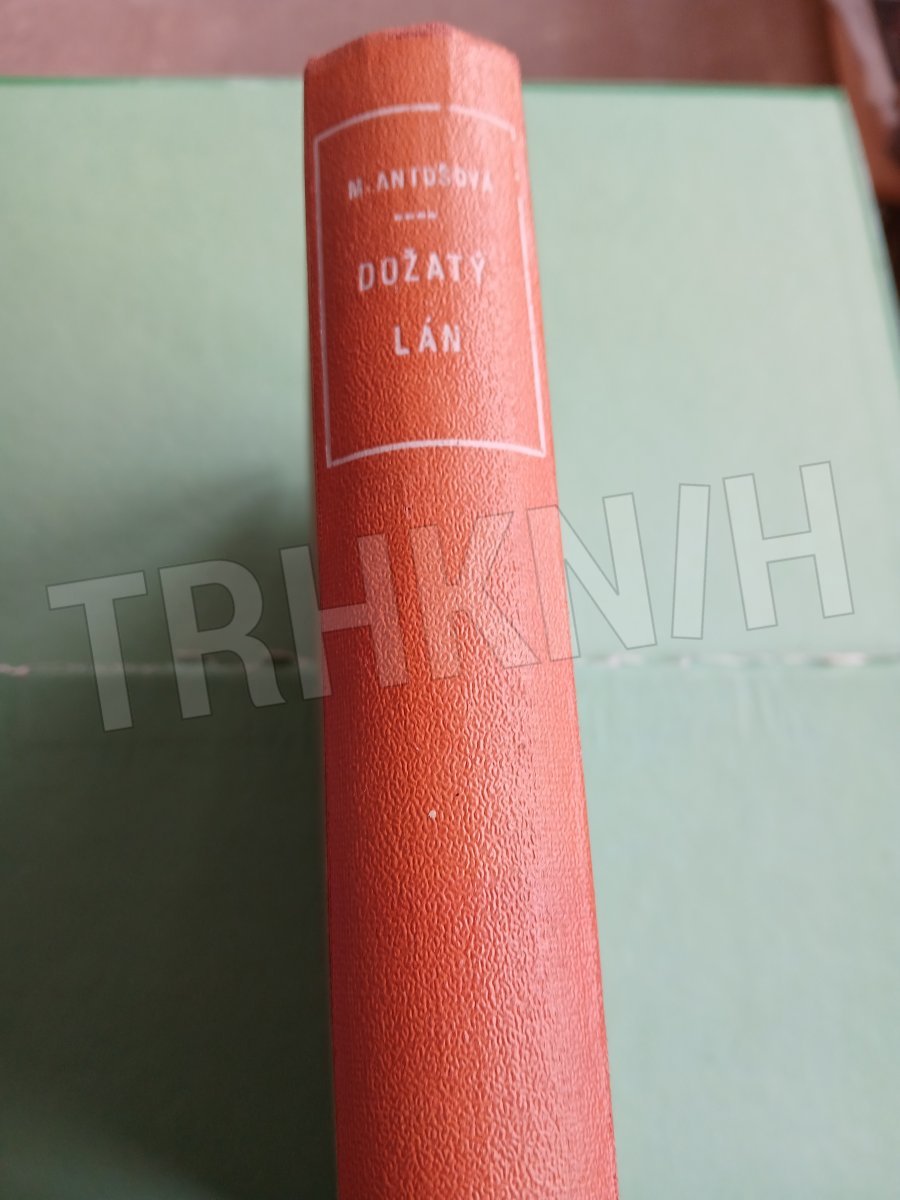 M. ANTOŠOVÁ
----
DOŽATÝ
LÁN
TRHKNIH